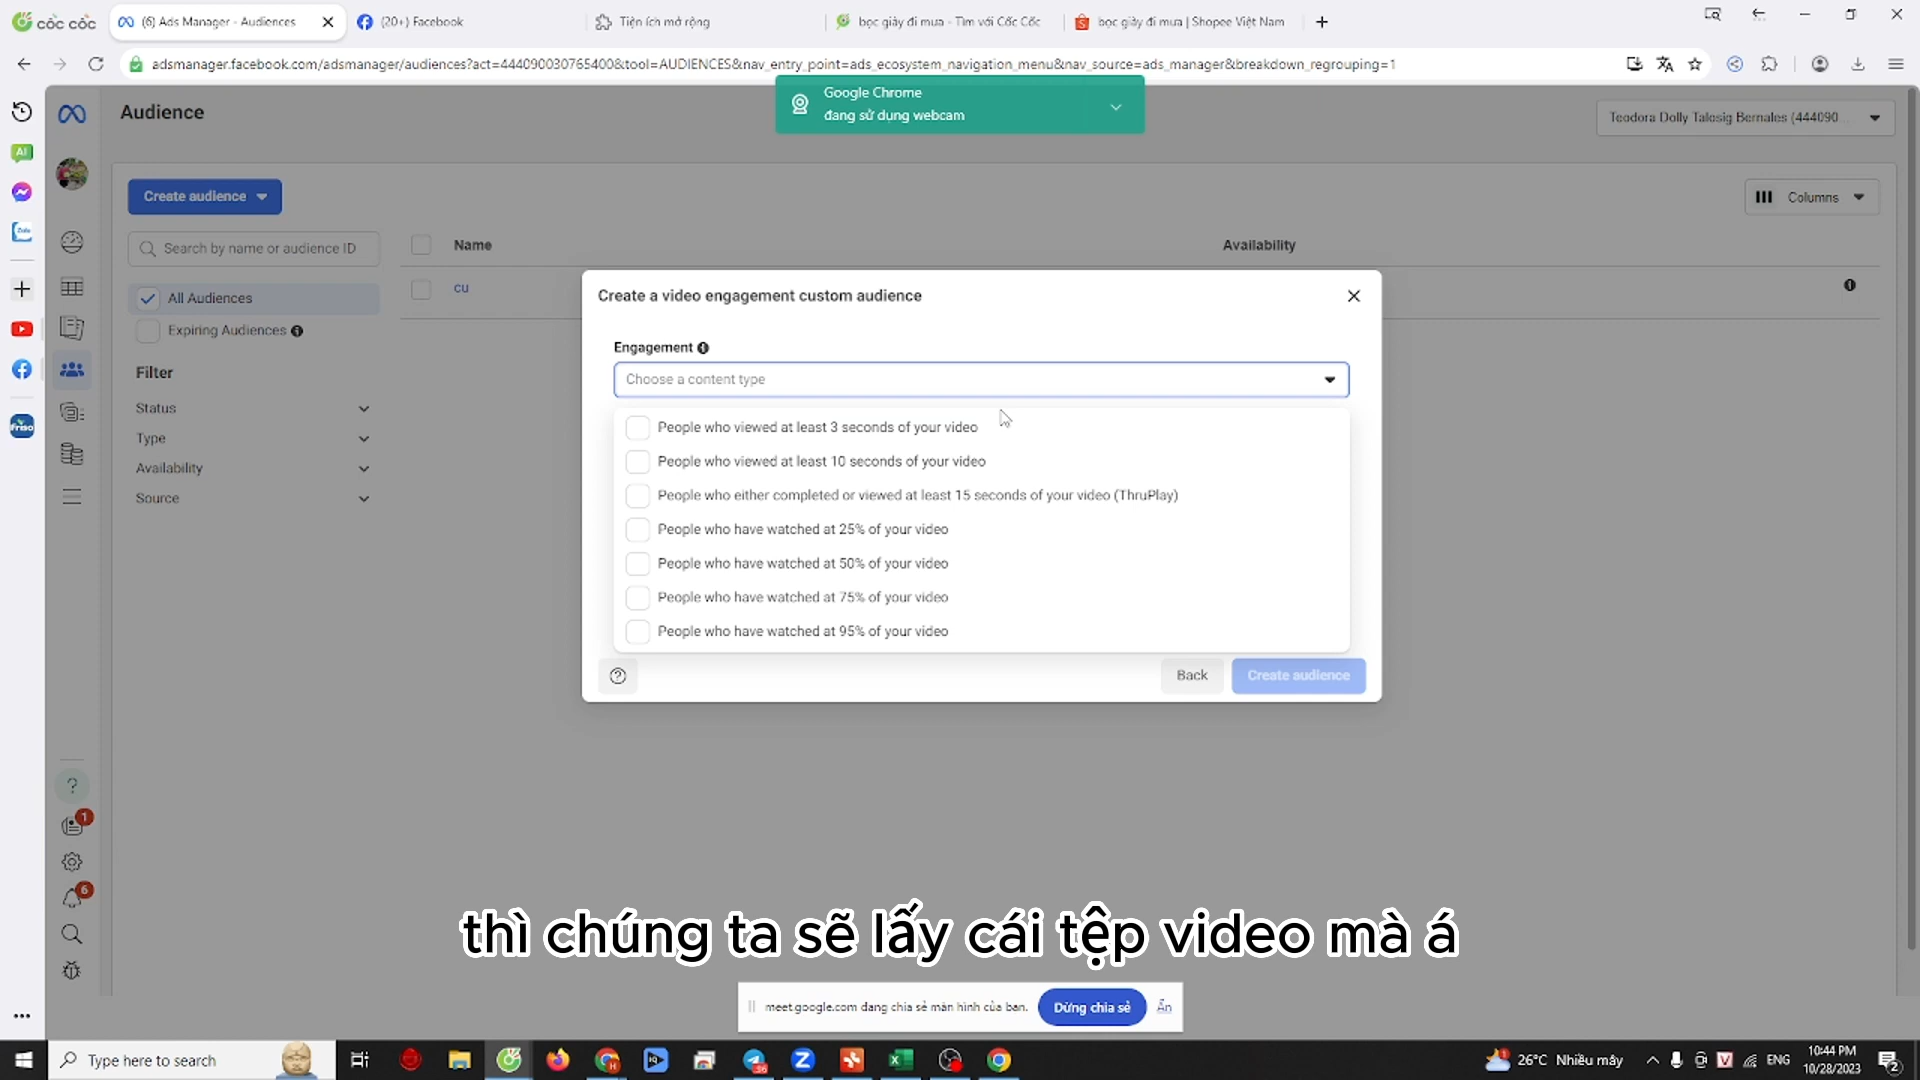 cốc cốc
(6) Ads Manager - Audiences
(20+) Facebook
Tiện ích mở rộng
bọc giày đi mưa - Tìm với Cốc Cốc
bọc giày đi mưa | Shopee Việt Nam
adsmanager.facebook.com/adsmanager/audiences?act=444090030765400&tool=AUDIENCES&nav_entry_point=ads_ecosystem_navigation_menu&nav_source=ads_manager&breakdown_regrouping=1
Google Chrome
đang sử dụng webcam
Audience
Teodora Dolly Talosig Bernales (444090...
Create audience
Columns
Search by name or audience ID
Name
Availability
All Audiences
cu
Expiring Audiences
Filter
Status
Type
Availability
Source
Create a video engagement custom audience
Engagement
Choose a content type
People who viewed at least 3 seconds of your video
People who viewed at least 10 seconds of your video
People who either completed or viewed at least 15 seconds of your video (ThruPlay)
People who have watched at 25% of your video
People who have watched at 50% of your video
People who have watched at 75% of your video
People who have watched at 95% of your video
Back
Create audience
AI
Zalo
Friso
1
6
thì chúng ta sẽ lấy cái tệp video mà á
meet.google.com đang chia sẻ màn hình của bạn.
Dừng chia sẻ
Ẩn
Type here to search
36
26°C Nhiều mây
ENG
10:44 PM
10/28/2023
2